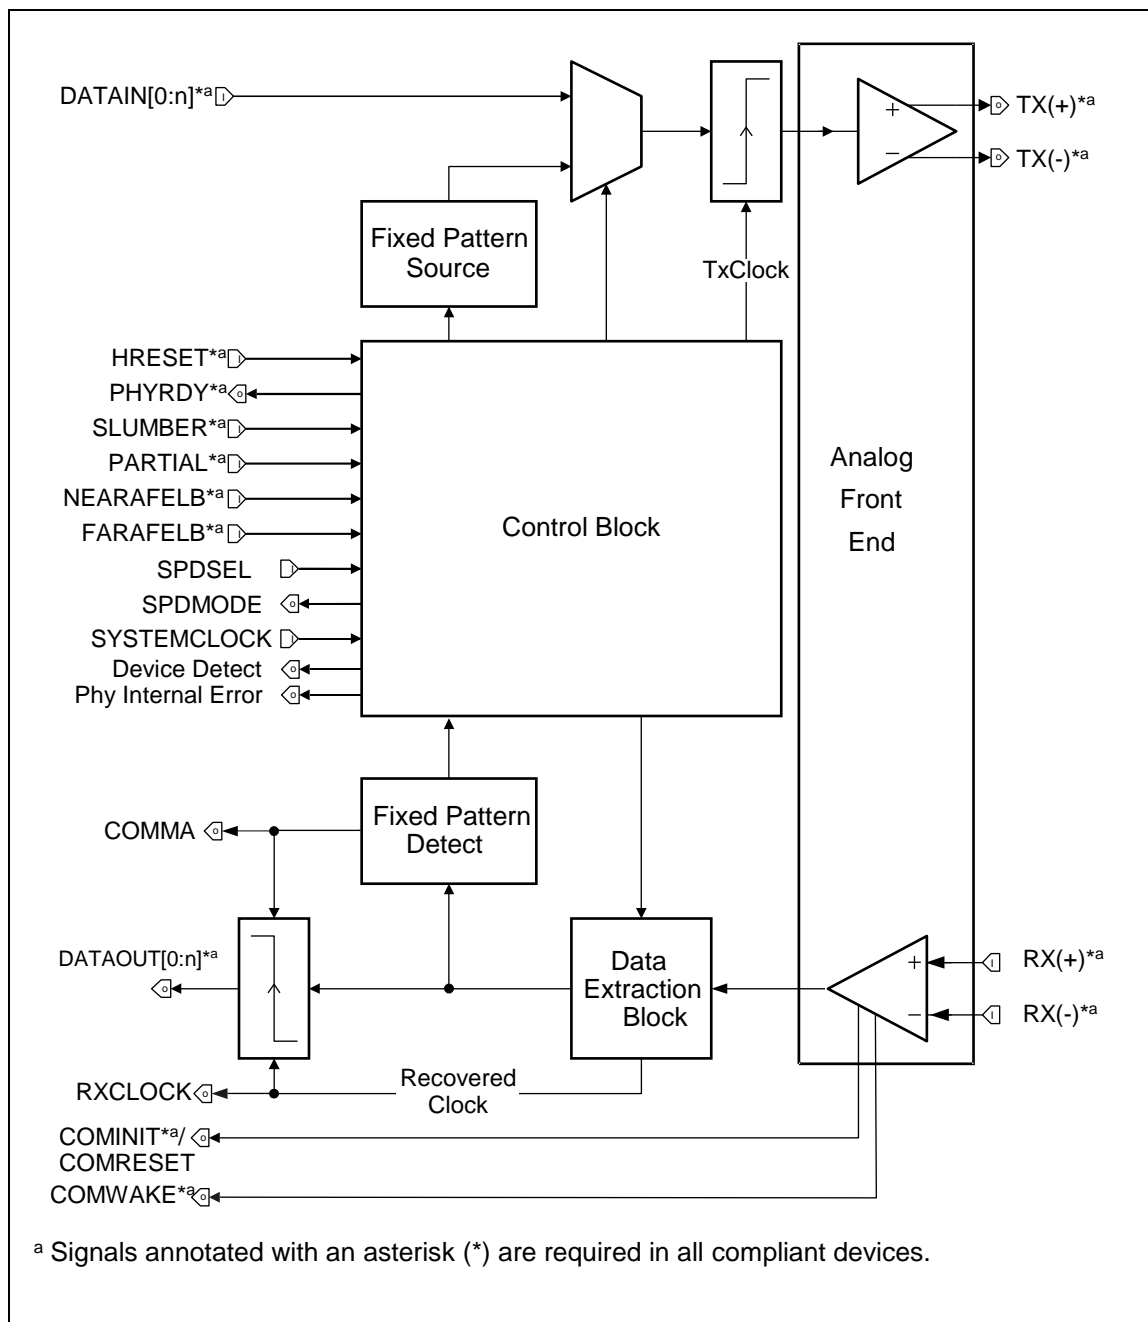 DATAIN[0:n]*a
I
TX(+)*a
o
TX(-)*a
o
+
−
Fixed Pattern
Source
TxClock
HRESET*a
I
PHYRDY*a
o
SLUMBER*a
I
PARTIAL*a
I
NEARAFELB*a
I
FARAFELB*a
I
SPDSEL
I
SPDMODE
o
SYSTEMCLOCK
I
Device Detect
o
Phy Internal Error
o
Control Block
Analog
Front
End
Fixed Pattern
Detect
COMMA
o
DATAOUT[0:n]*a
o
Data
Extraction
Block
+
−
I
RX(+)*a
I
RX(-)*a
RXCLOCK
o
Recovered
Clock
COMINIT*a/
o
COMRESET
COMWAKE*a
o
a Signals annotated with an asterisk (*) are required in all compliant devices.